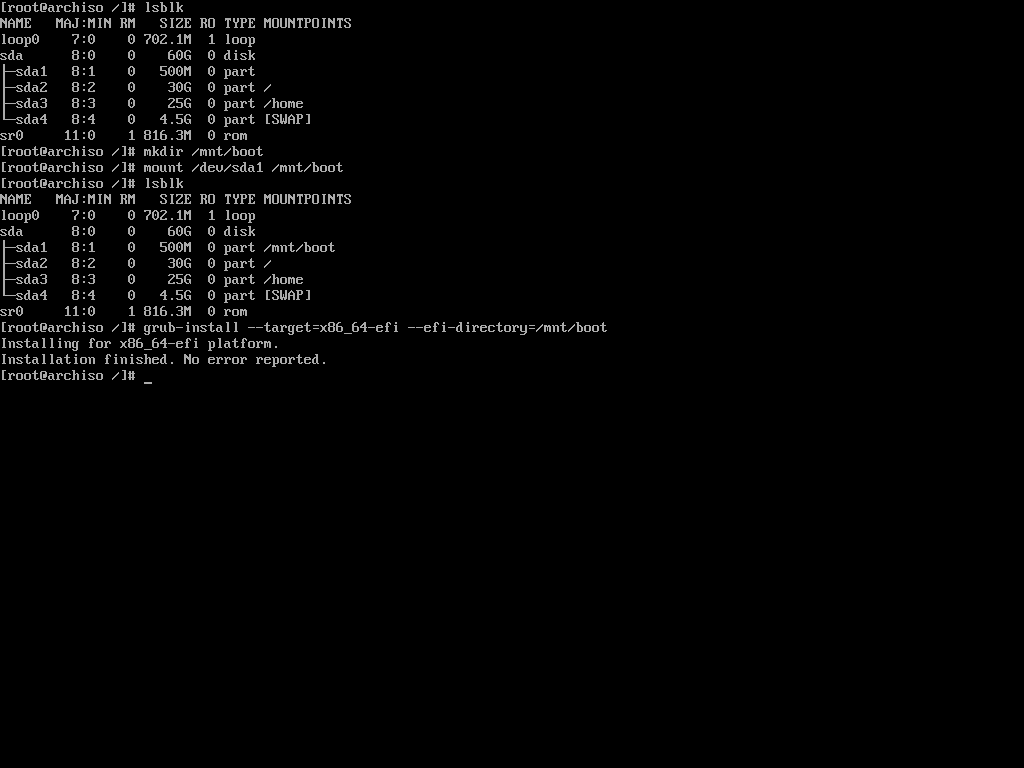 [root@archiso /]# lsblk
NAME   MAJ:MIN RM   SIZE RO TYPE MOUNTPOINTS
loop0    7:0    0 702.1M  1 loop
sda      8:0    0    60G  0 disk
├─sda1   8:1    0   500M  0 part
├─sda2   8:2    0    30G  0 part /
├─sda3   8:3    0    25G  0 part /home
└─sda4   8:4    0   4.5G  0 part [SWAP]
sr0     11:0    1 816.3M  0 rom
[root@archiso /]# mkdir /mnt/boot
[root@archiso /]# mount /dev/sda1 /mnt/boot
[root@archiso /]# lsblk
NAME   MAJ:MIN RM   SIZE RO TYPE MOUNTPOINTS
loop0    7:0    0 702.1M  1 loop
sda      8:0    0    60G  0 disk
├─sda1   8:1    0   500M  0 part /mnt/boot
├─sda2   8:2    0    30G  0 part /
├─sda3   8:3    0    25G  0 part /home
└─sda4   8:4    0   4.5G  0 part [SWAP]
sr0     11:0    1 816.3M  0 rom
[root@archiso /]# grub-install --target=x86_64-efi --efi-directory=/mnt/boot
Installing for x86_64-efi platform.
Installation finished. No error reported.
[root@archiso /]# _